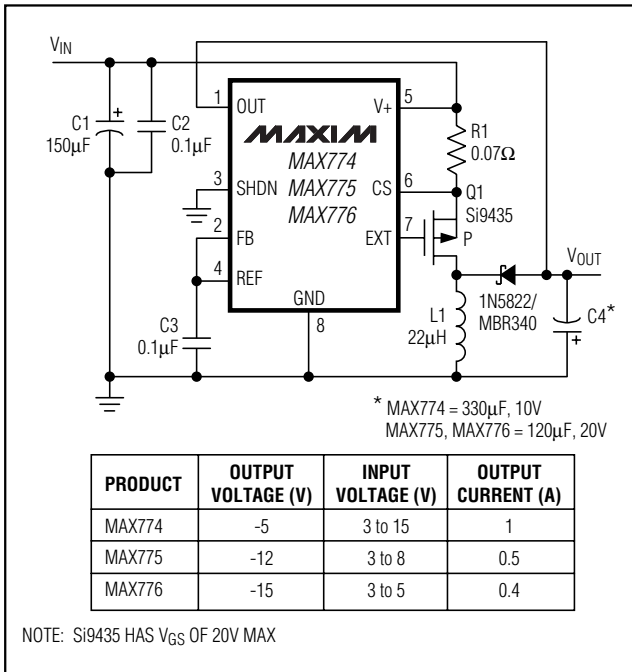 VIN
1 OUT V+ 5
C1
150µF
C2
0.1µF
MAXIM
MAX774
MAX775
MAX776
R1
0.07Ω
3 SHDN CS 6
Q1
Si9435
2 FB EXT 7
P
4 REF
VOUT
GND
8
C3
0.1µF
L1
22µH
1N5822/
MBR340
C4*
+
+
* MAX774 = 330µF, 10V
MAX775, MAX776 = 120µF, 20V
PRODUCT OUTPUT VOLTAGE (V) INPUT VOLTAGE (V) OUTPUT CURRENT (A)
MAX774 -5 3 to 15 1
MAX775 -12 3 to 8 0.5
MAX776 -15 3 to 5 0.4
NOTE: Si9435 HAS VGS OF 20V MAX